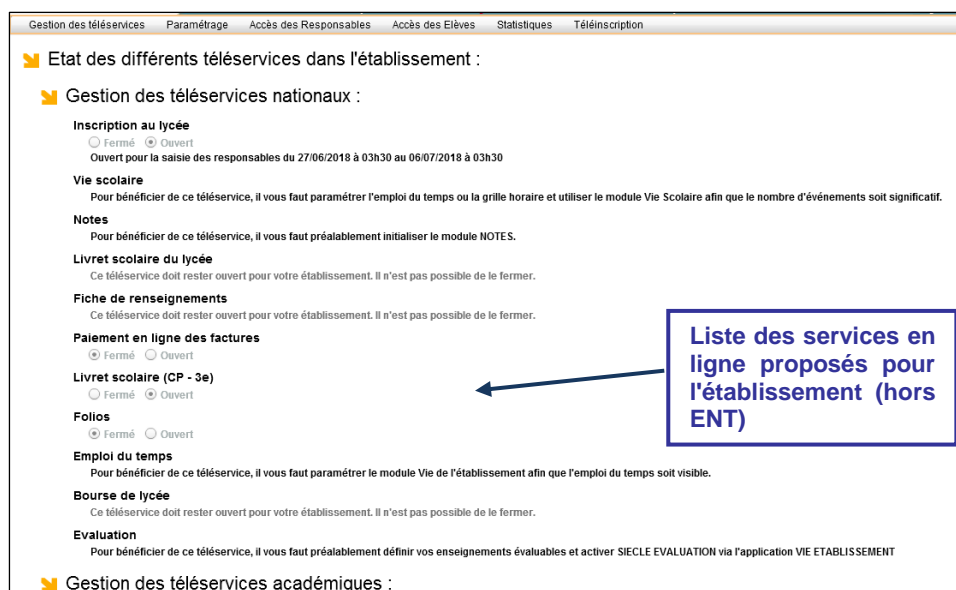 Gestion des téléservices Paramétrage Accès des Responsables Accès des Elèves Statistiques Téléinscription
Etat des différents téléservices dans l'établissement :
Gestion des téléservices nationaux :
Inscription au lycée
Fermé Ouvert
Ouvert pour la saisie des responsables du 27/06/2018 à 03h30 au 06/07/2018 à 03h30
Vie scolaire
Pour bénéficier de ce téléservice, il vous faut paramétrer l'emploi du temps ou la grille horaire et utiliser le module Vie Scolaire afin que le nombre d'événements soit significatif.
Notes
Pour bénéficier de ce téléservice, il vous faut préalablement initialiser le module NOTES.
Livret scolaire du lycée
Ce téléservice doit rester ouvert pour votre établissement. Il n'est pas possible de le fermer.
Fiche de renseignements
Ce téléservice doit rester ouvert pour votre établissement. Il n'est pas possible de le fermer.
Paiement en ligne des factures
Fermé Ouvert
Livret scolaire (CP - 3e)
Fermé Ouvert
Folios
Fermé Ouvert
Emploi du temps
Pour bénéficier de ce téléservice, il vous faut paramétrer le module Vie de l'établissement afin que l'emploi du temps soit visible.
Bourse de lycée
Ce téléservice doit rester ouvert pour votre établissement. Il n'est pas possible de le fermer.
Evaluation
Pour bénéficier de ce téléservice, il vous faut préalablement définir vos enseignements évaluables et activer SIECLE EVALUATION via l'application VIE ETABLISSEMENT
Gestion des téléservices académiques :
Liste des services en
ligne proposés pour
l'établissement (hors
ENT)